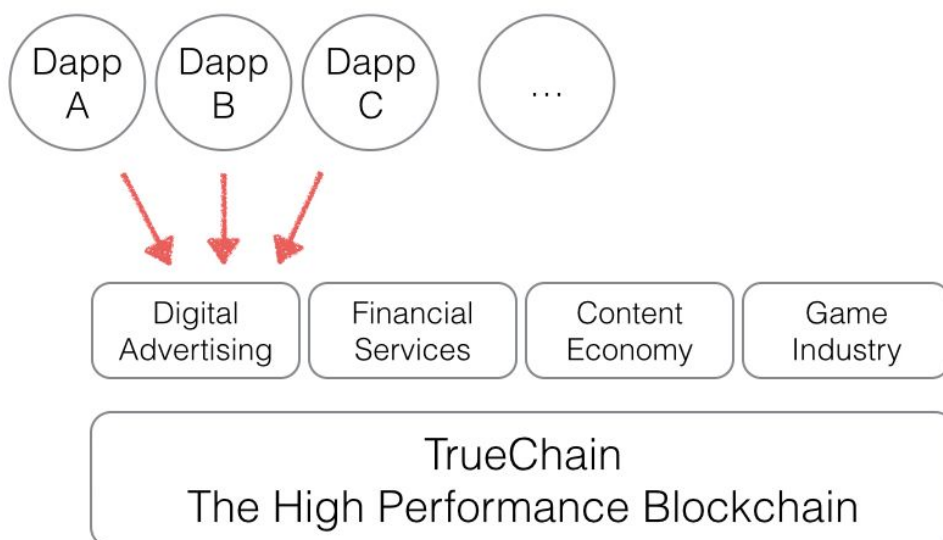 Dapp
A
Dapp
B
Dapp
C
...
Digital
Advertising
Financial
Services
Content
Economy
Game
Industry
TrueChain
The High Performance Blockchain